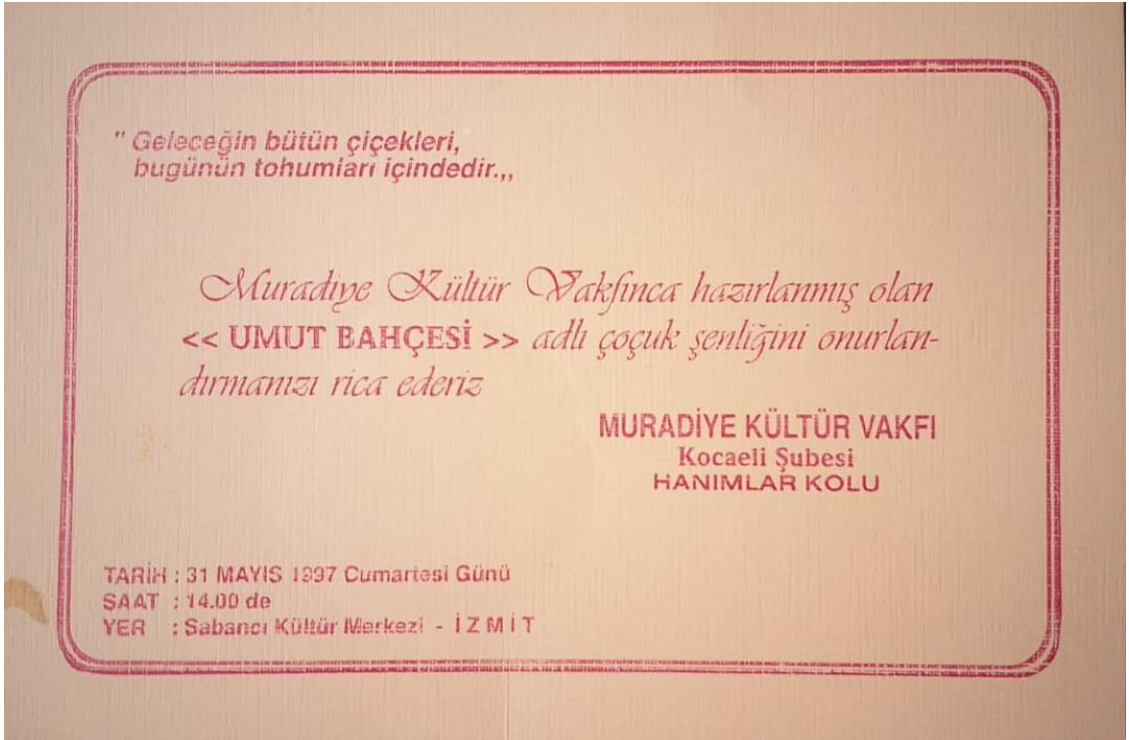 " Geleceğin bütün çiçekleri,
bugünün tohumları içindedir.,,
Muradiye Kültür Vakfınca hazırlanmış olan
<< UMUT BAHÇESİ >> adlı çoçuk şenliğini onurlan-
dırmanızı rica ederiz
MURADİYE KÜLTÜR VAKFI
Kocaeli Şubesi
HANIMLAR KOLU
TARİH : 31 MAYIS 1997 Cumartesi Günü
SAAT : 14.00 de
YER : Sabancı Kültür Merkezi - İ Z M İ T